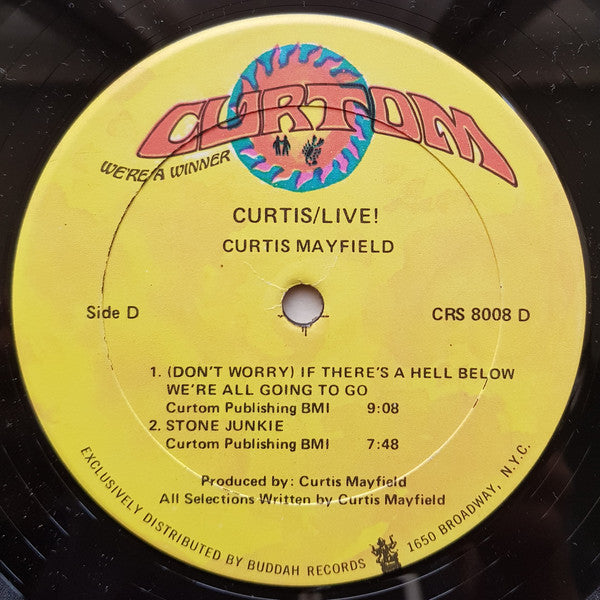 CURTOM
WE'RE A WINNER
CURTIS/LIVE!
CURTIS MAYFIELD
Side D
CRS 8008 D
1. (DON'T WORRY) IF THERE'S A HELL BELOW
WE'RE ALL GOING TO GO
Curtom Publishing BMI 9:08
2. STONE JUNKIE
Curtom Publishing BMI 7:48
Produced by: Curtis Mayfield
All Selections Written by Curtis Mayfield
EXCLUSIVELY DISTRIBUTED BY BUDDAH RECORDS 1650 BROADWAY, N.Y.C.